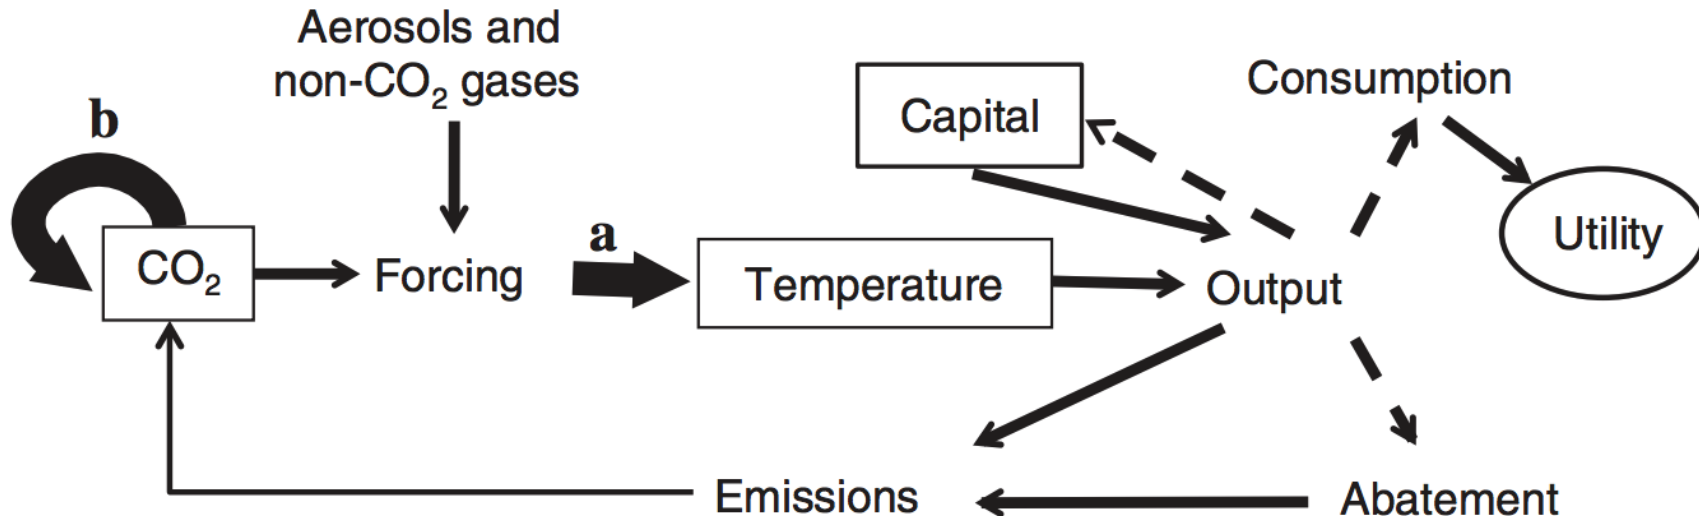 Aerosols and
non-CO₂ gases
b
CO₂
Forcing
a
Temperature
Capital
Output
Consumption
Utility
Emissions
Abatement